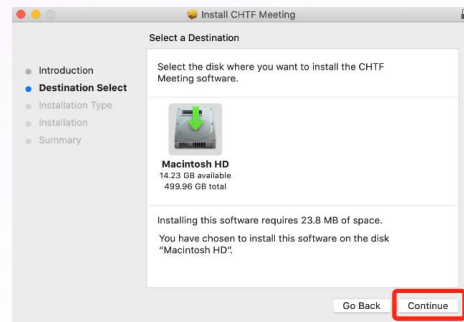 Install CHTF Meeting
Select a Destination
Introduction
Destination Select
Installation Type
Installation
Summary
Select the disk where you want to install the CHTF
Meeting software.
Macintosh HD
14.23 GB available
499.96 GB total
Installing this software requires 23.8 MB of space.
You have chosen to install this software on the disk
“Macintosh HD”.
Go Back
Continue